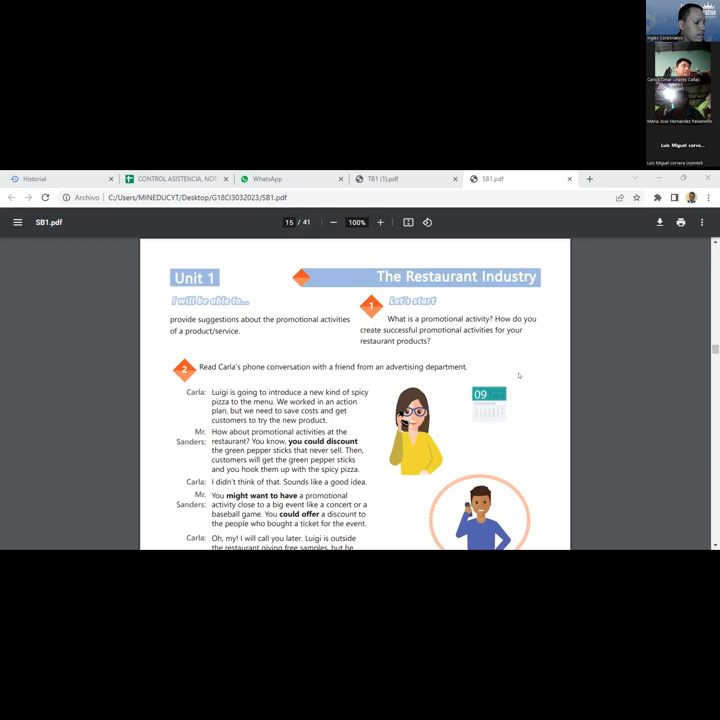 Ingles Corporativo
Carlos Omar Linares Cañas
Maria Jose Hernandez Panameño
Luis Miguel corve...
Luis Miguel corvera (oyente)
Historial
CONTROL ASISTENCIA, NOT
WhatsApp
TB1 (1).pdf
SB1.pdf
Archivo
C:/Users/MINEDUCYT/Desktop/G18CI3032023/SB1.pdf
SB1.pdf
15 / 41
100%
Unit 1
The Restaurant Industry
I will be able to...
provide suggestions about the promotional activities
of a product/service.
1
Let's start
What is a promotional activity? How do you
create successful promotional activities for your
restaurant products?
2
Read Carla's phone conversation with a friend from an advertising department.
Carla: Luigi is going to introduce a new kind of spicy
pizza to the menu. We worked in an action
plan, but we need to save costs and get
customers to try the new product.
Mr. How about promotional activities at the
Sanders: restaurant? You know, you could discount
the green pepper sticks that never sell. Then,
customers will get the green pepper sticks
and you hook them up with the spicy pizza.
Carla: I didn't think of that. Sounds like a good idea.
Mr. You might want to have a promotional
Sanders: activity close to a big event like a concert or a
baseball game. You could offer a discount to
the people who bought a ticket for the event.
Carla: Oh, my! I will call you later. Luigi is outside
the restaurant giving free samples, but he
09